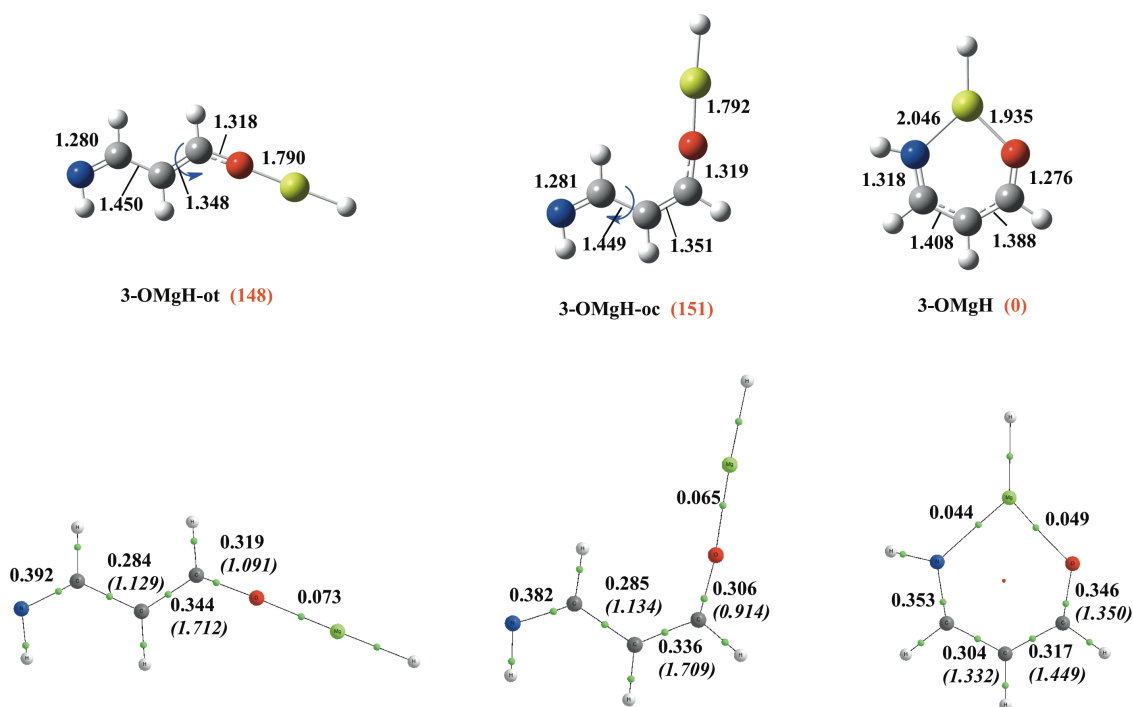 1.280
1.318
1.790
1.450
1.348
3-OMgH-ot (148)
1.792
1.319
1.281
1.449
1.351
3-OMgH-oc (151)
2.046
1.935
1.318
1.276
1.408
1.388
3-OMgH (0)
H
H
0.392
0.284
(1.129)
0.319
(1.091)
0.073
C
C
C
N
O
Mg
0.344
(1.712)
H
H
H
H
Mg
0.065
O
H
0.382
0.285
(1.134)
0.306
(0.914)
C
C
C
N
0.336
(1.709)
H
H
H
H
Mg
0.044
0.049
H
N
O
0.353
0.346
(1.350)
C
C
C
0.304
(1.332)
0.317
(1.449)
H
H
H